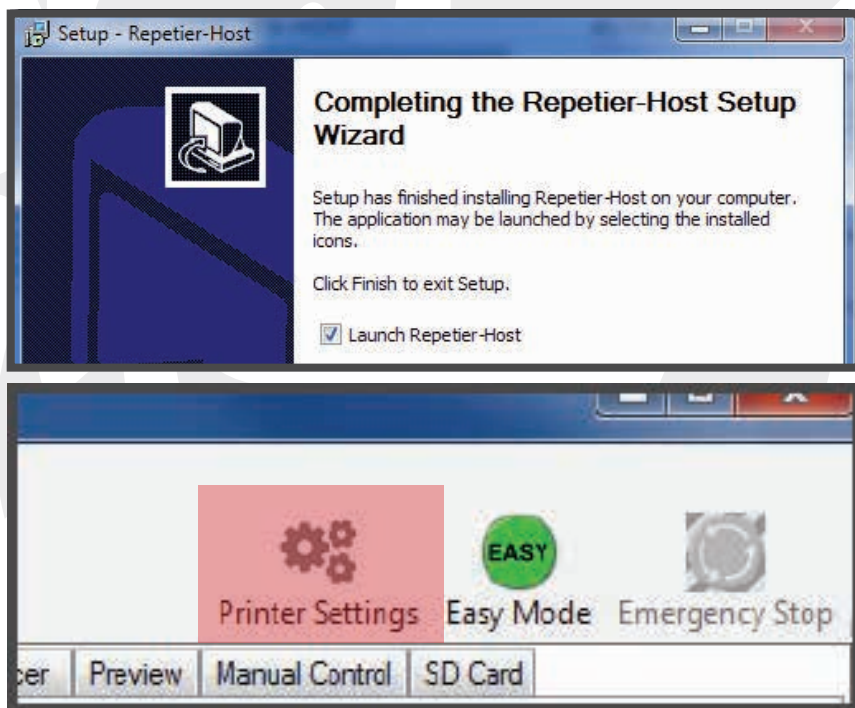 Setup - Repetier-Host
Completing the Repetier-Host Setup
Wizard
Setup has finished installing Repetier-Host on your computer.
The application may be launched by selecting the installed
icons.
Click Finish to exit Setup.
Launch Repetier-Host
EASY
Printer Settings Easy Mode Emergency Stop
Preview Manual Control SD Card